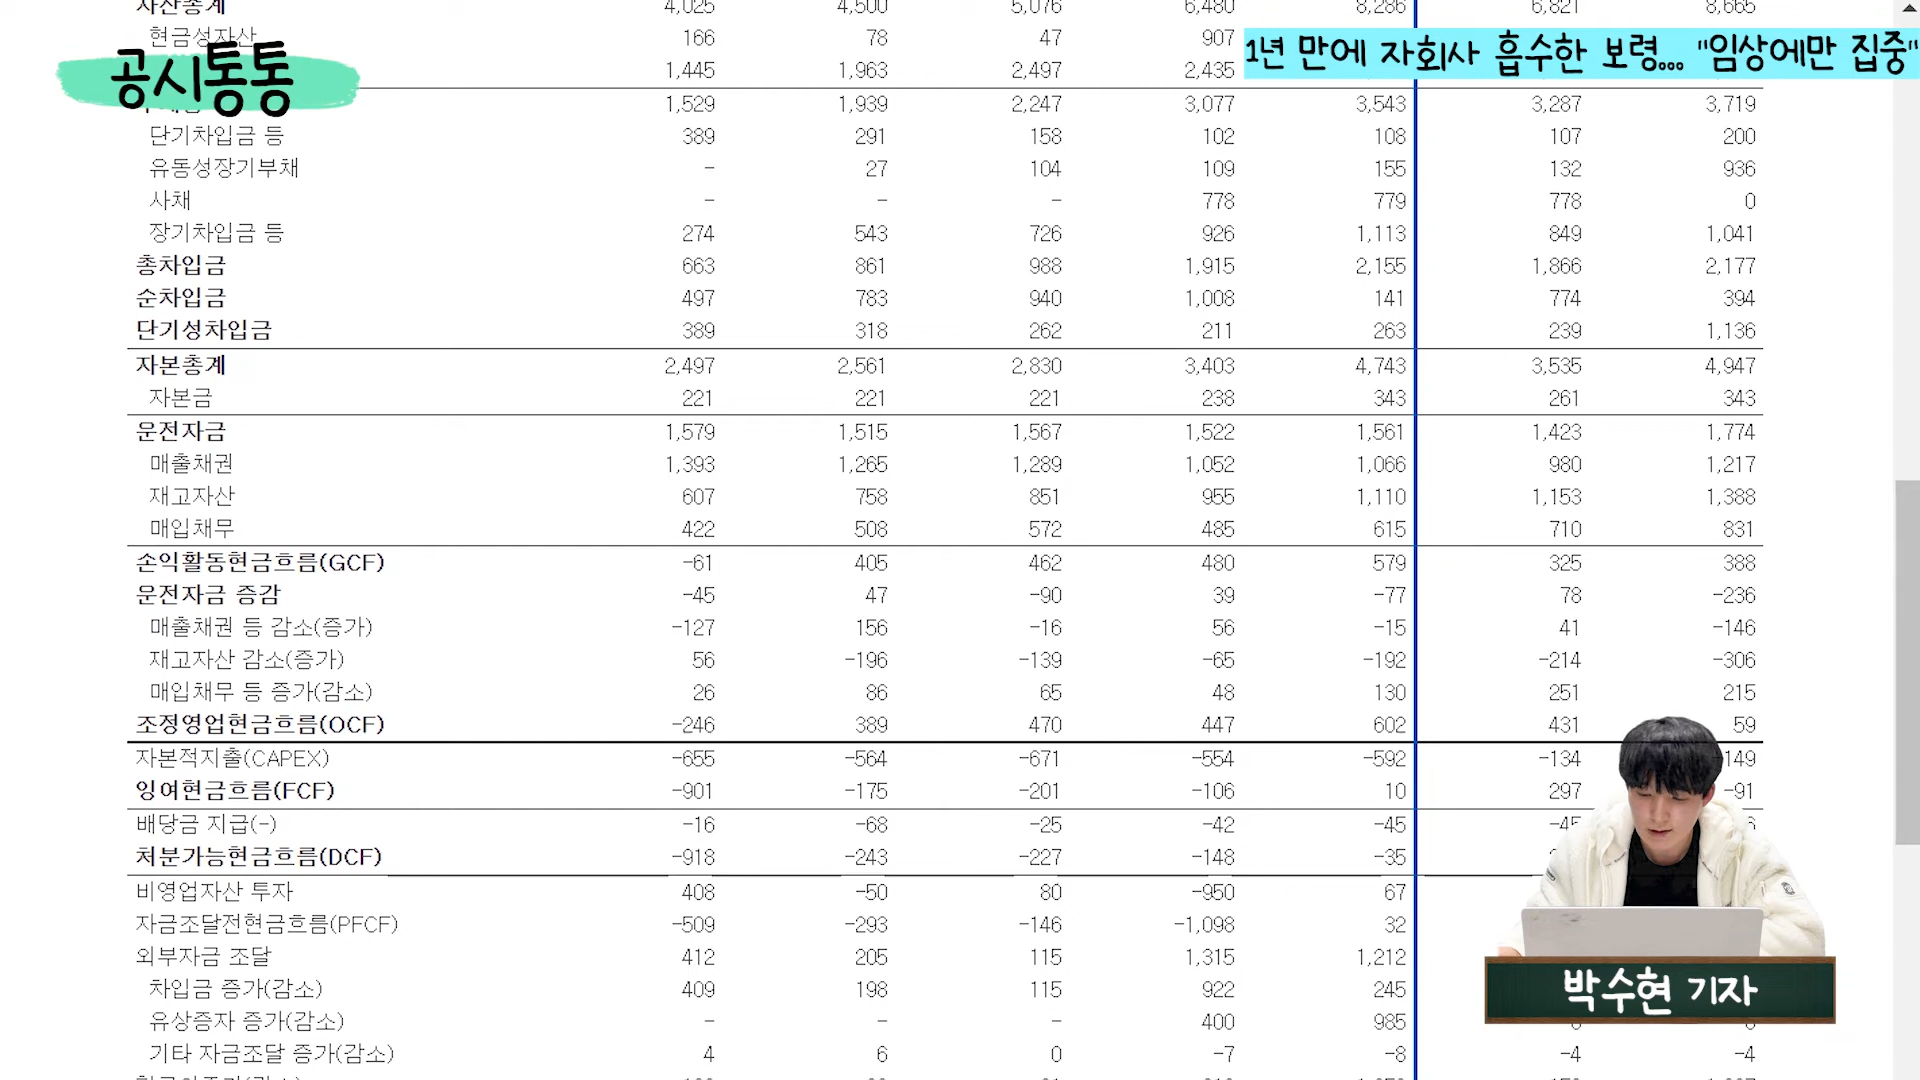 자산총계 4,025 4,500 5,076 6,480 8,286 6,821 8,665
현금성자산 166 78 47 907
공시통통
1년 만에 자회사 흡수한 보령... "임상에만 집중"
1,445 1,963 2,497 2,435
1,529 1,939 2,247 3,077 3,543 3,287 3,719
단기차입금 등 389 291 158 102 108 107 200
유동성장기부채 - 27 104 109 155 132 936
사채 - - - 778 779 778 0
장기차입금 등 274 543 726 926 1,113 849 1,041
총차입금 663 861 988 1,915 2,155 1,866 2,177
순차입금 497 783 940 1,008 141 774 394
단기성차입금 389 318 262 211 263 239 1,136
자본총계 2,497 2,561 2,830 3,403 4,743 3,535 4,947
자본금 221 221 221 238 343 261 343
운전자금 1,579 1,515 1,567 1,522 1,561 1,423 1,774
매출채권 1,393 1,265 1,289 1,052 1,066 980 1,217
재고자산 607 758 851 955 1,110 1,153 1,388
매입채무 422 508 572 485 615 710 831
손익활동현금흐름(GCF) -61 405 462 480 579 325 388
운전자금 증감 -45 47 -90 39 -77 78 -236
매출채권 등 감소(증가) -127 156 -16 56 -15 41 -146
재고자산 감소(증가) 56 -196 -139 -65 -192 -214 -306
매입채무 등 증가(감소) 26 86 65 48 130 251 215
조정영업현금흐름(OCF) -246 389 470 447 602 431 59
자본적지출(CAPEX) -655 -564 -671 -554 -592 -134 149
잉여현금흐름(FCF) -901 -175 -201 -106 10 297 -91
배당금 지급(-) -16 -68 -25 -42 -45 -45
처분가능현금흐름(DCF) -918 -243 -227 -148 -35
비영업자산 투자 408 -50 80 -950 67
자금조달전현금흐름(PFCF) -509 -293 -146 -1,098 32
외부자금 조달 412 205 115 1,315 1,212
차입금 증가(감소) 409 198 115 922 245
유상증자 증가(감소) - - - 400 985
기타 자금조달 증가(감소) 4 6 0 -7 -8 -4 -4
박수현 기자